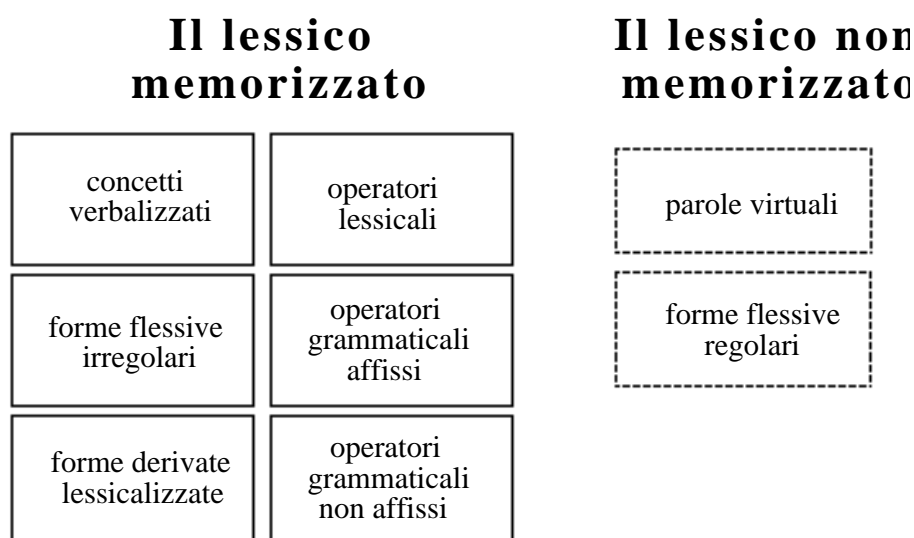 Il lessico
memorizzato
concetti
verbalizzati
operatori
lessicali
forme flessive
irregolari
operatori
grammaticali
affissi
forme derivate
lessicalizzate
operatori
grammaticali
non affissi
Il lessico non
memorizzato
parole virtuali
forme flessive
regolari